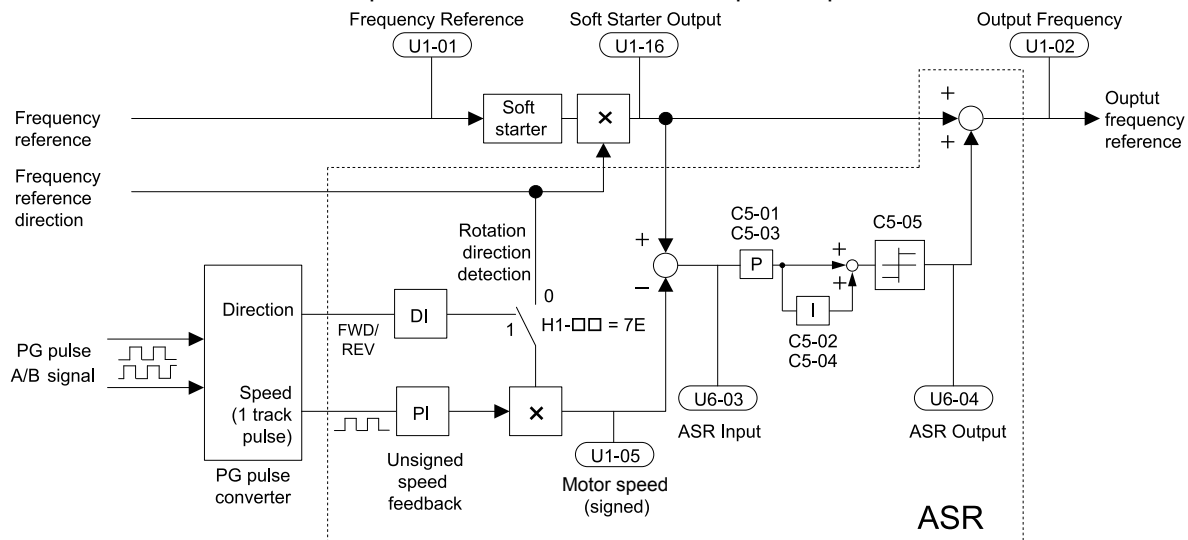 Frequency Reference
U1-01
Soft Starter Output
U1-16
Output Frequency
U1-02
Frequency
reference
Soft
starter
×
+
+
Ouptut
frequency
reference
Frequency
reference
direction
Rotation
direction
detection
C5-01
C5-03
C5-05
+
−
P
+
+
I
C5-02
C5-04
0
1
H1-□□ = 7E
Direction
FWD/
REV
DI
PG pulse
A/B signal
Speed
(1 track
pulse)
PI
×
PG pulse
converter
Unsigned
speed
feedback
U1-05
Motor speed
(signed)
U6-03
ASR Input
U6-04
ASR Output
ASR